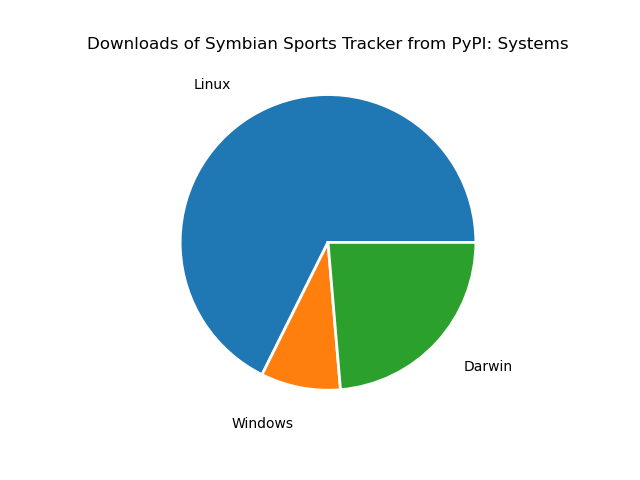 Downloads of Symbian Sports Tracker from PyPI: Systems
Linux
Darwin
Windows